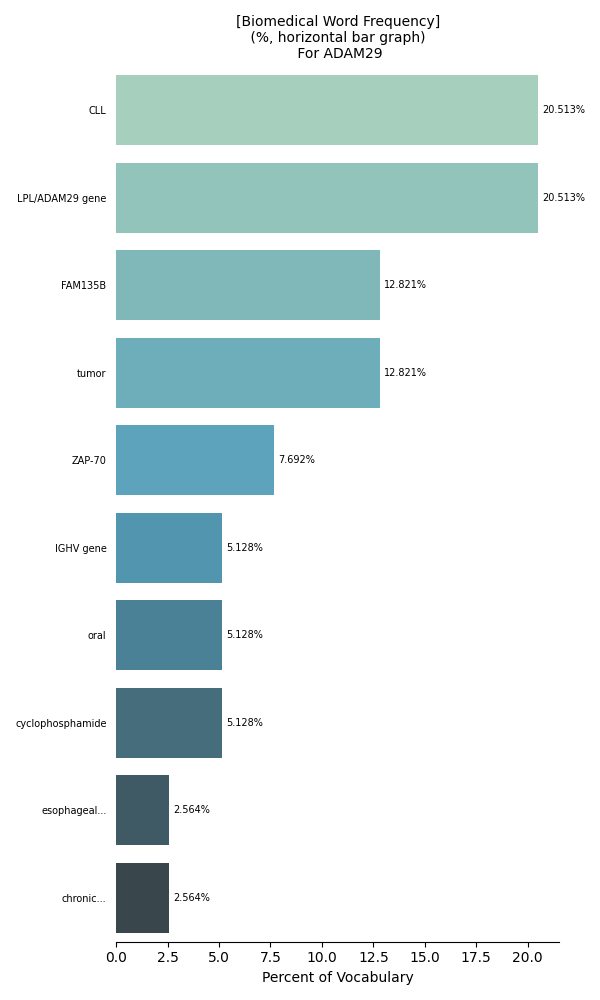 [Biomedical Word Frequency]
(%, horizontal bar graph)
For ADAM29
CLL
20.513%
LPL/ADAM29 gene
20.513%
FAM135B
12.821%
tumor
12.821%
ZAP-70
7.692%
IGHV gene
5.128%
oral
5.128%
cyclophosphamide
5.128%
esophageal...
2.564%
chronic...
2.564%
0.0 2.5 5.0 7.5 10.0 12.5 15.0 17.5 20.0
Percent of Vocabulary